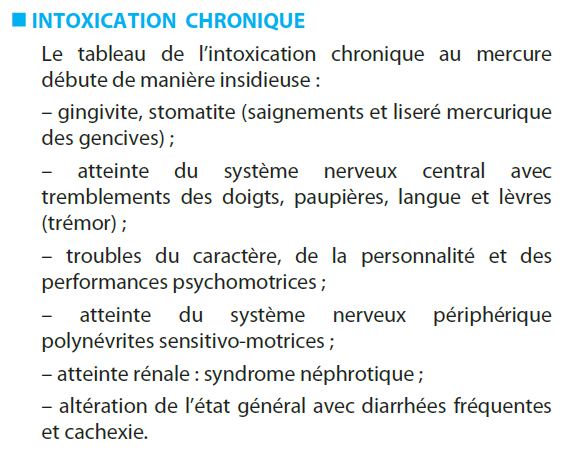 INTOXICATION CHRONIQUE
Le tableau de l’intoxication chronique au mercure
débute de manière insidieuse :
– gingivite, stomatite (saignements et liseré mercurique
des gencives) ;
– atteinte du système nerveux central avec
tremblements des doigts, paupières, langue et lèvres
(trémor) ;
– troubles du caractère, de la personnalité et des
performances psychomotrices ;
– atteinte du système nerveux périphérique
polynévrites sensitivo-motrices ;
– atteinte rénale : syndrome néphrotique ;
– altération de l’état général avec diarrhées fréquentes
et cachexie.